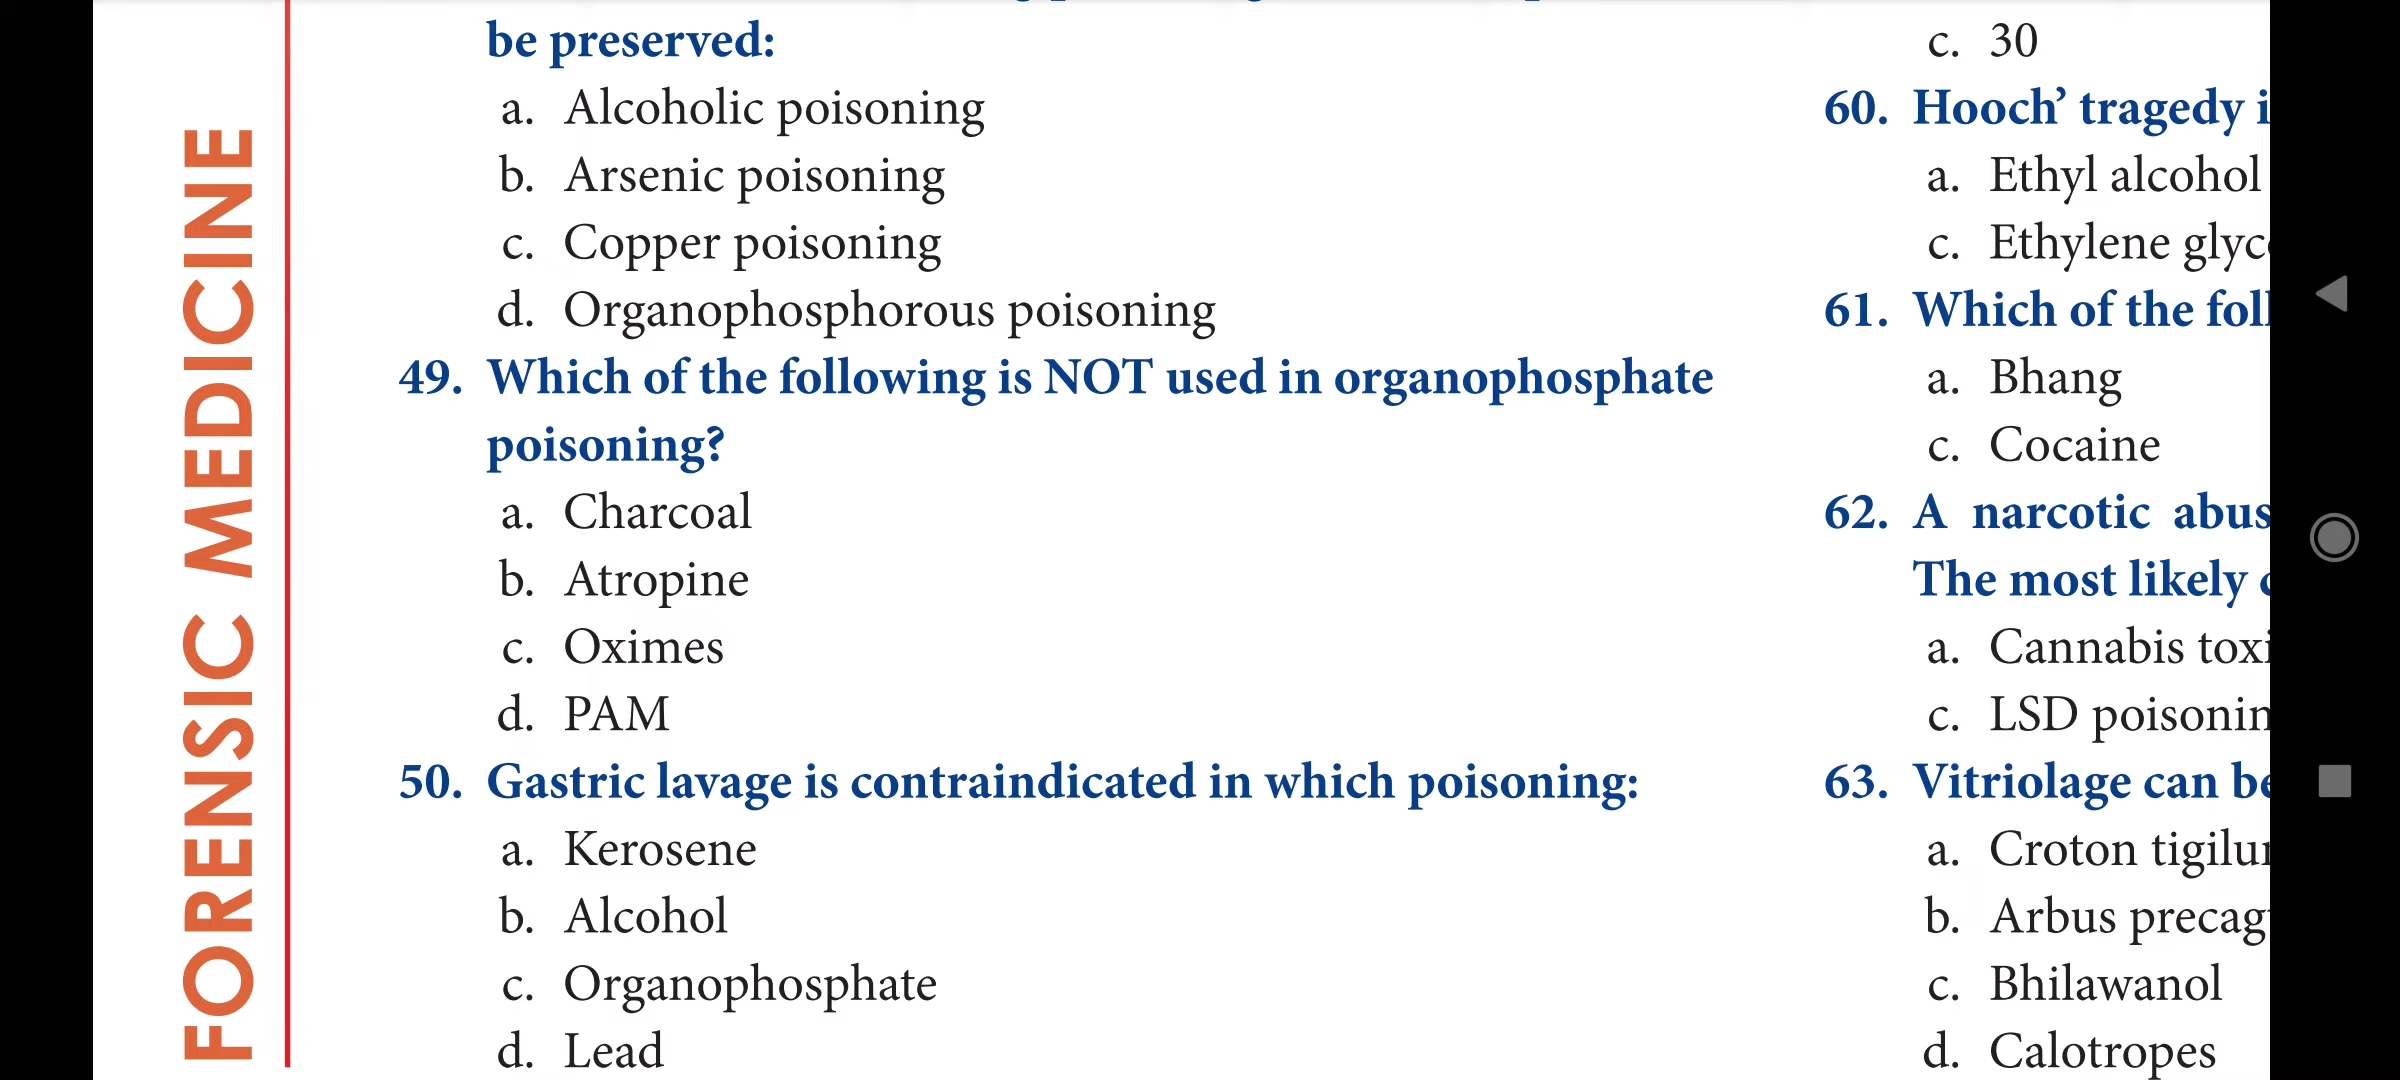 FORENSIC MEDICINE
be preserved:
a. Alcoholic poisoning
b. Arsenic poisoning
c. Copper poisoning
d. Organophosphorous poisoning
49. Which of the following is NOT used in organophosphate
poisoning?
a. Charcoal
b. Atropine
c. Oximes
d. PAM
50. Gastric lavage is contraindicated in which poisoning:
a. Kerosene
b. Alcohol
c. Organophosphate
d. Lead
c. 30
60. Hooch’ tragedy
a. Ethyl alcohol
c. Ethylene
61. Which of the
a. Bhang
c. Cocaine
62. A narcotic
The most likely
a. Cannabis
c. LSD
63. Vitriolage can
a. Croton
b. Arbus
c. Bhilawanol
d. Calotropes